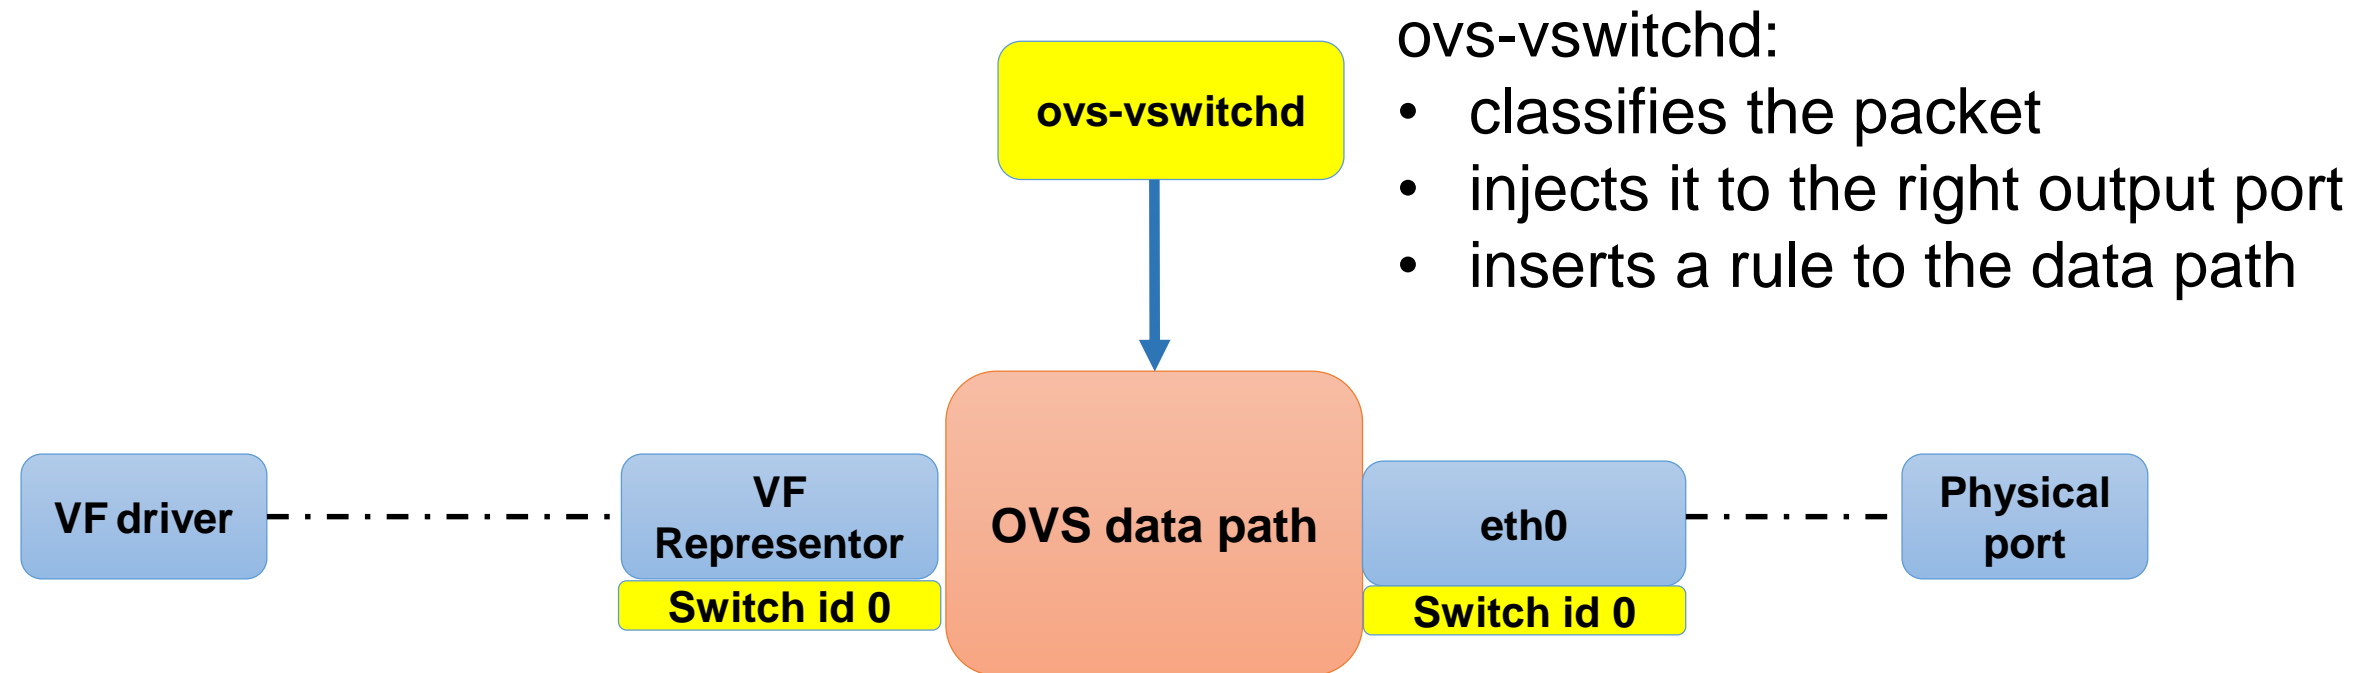 ovs-vswitchd:
• classifies the packet
• injects it to the right output port
• inserts a rule to the data path
ovs-vswitchd
VF driver
VF
Representor
Switch id 0
OVS data path
eth0
Switch id 0
Physical
port